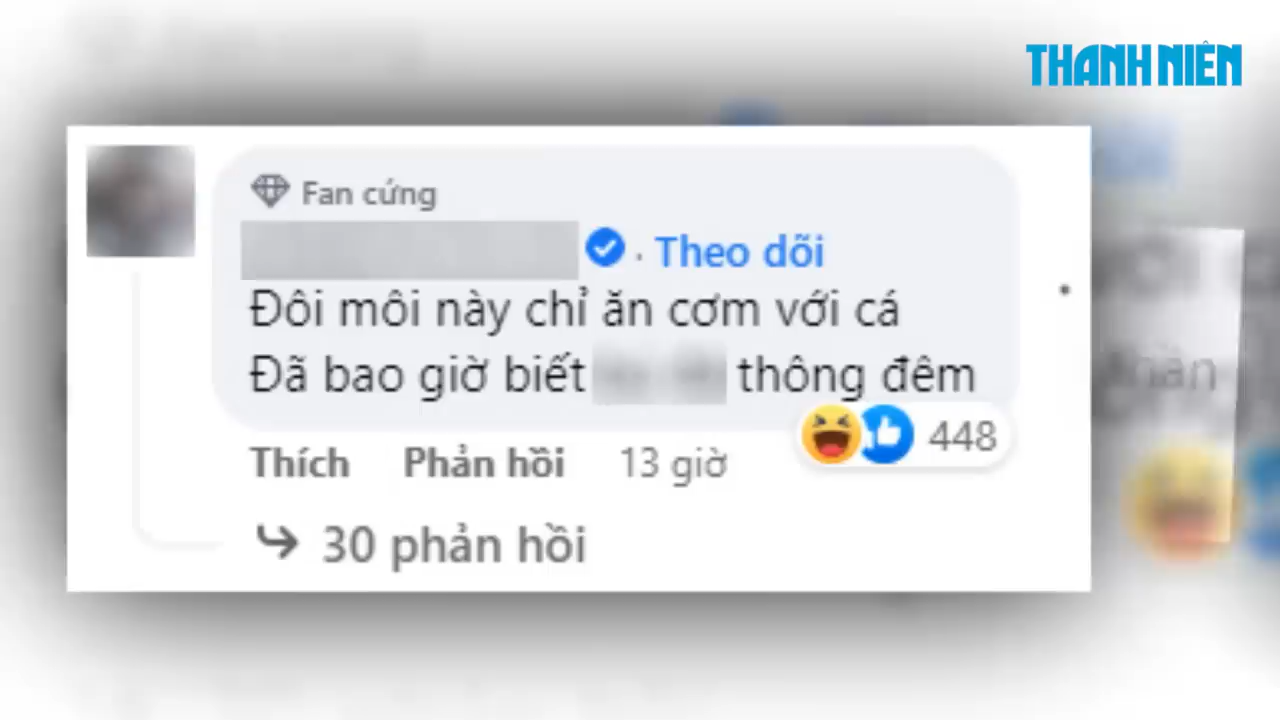 THANH NIÊN
Fan cứng
· Theo dõi
Đôi môi này chỉ ăn cơm với cá
Đã bao giờ biết thông đêm
448
Thích Phản hồi 13 giờ
30 phản hồi